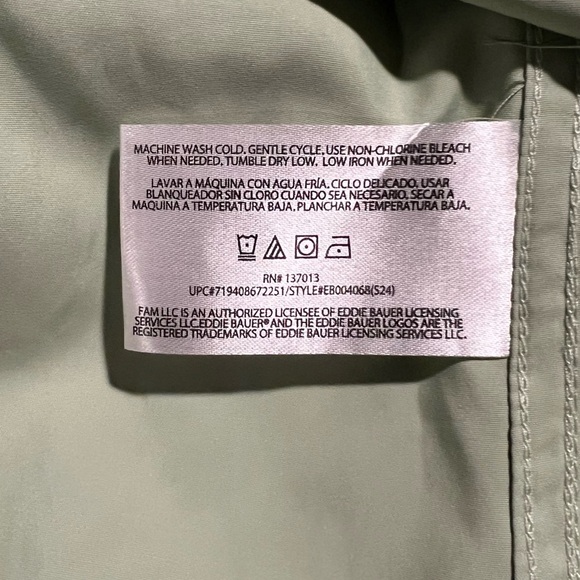 MACHINE WASH COLD. GENTLE CYCLE, USE NON-CHLORINE BLEACH
WHEN NEEDED. TUMBLE DRY LOW. LOW IRON WHEN NEEDED.
LAVAR A MÁQUINA CON AGUA FRÍA. CICLO DELICADO. USAR
BLANQUEADOR SIN CLORO CUANDO SEA NECESARIO. SECAR A
MAQUINA A TEMPERATURA BAJA. PLANCHAR A TEMPERATURA BAJA.
RN# 137013
UPC#719408672251/STYLE#EB004068(S24)
FAM LLC IS AN AUTHORIZED LICENSEE OF EDDIE BAUER LICENSING
SERVICES LLC.EDDIE BAUER® AND THE EDDIE BAUER LOGOS ARE THE
REGISTERED TRADEMARKS OF EDDIE BAUER LICENSING SERVICES LLC.